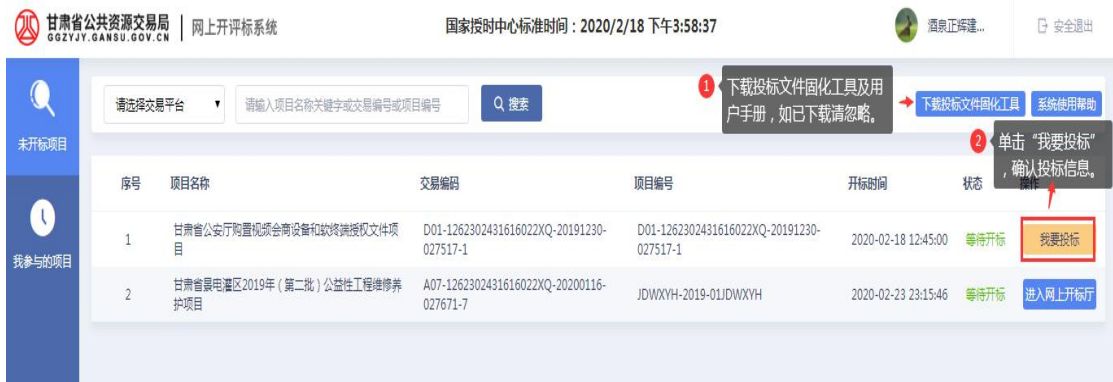 甘肃省公共资源交易局 网上开评标系统 国家授时中心标准时间：2020/2/18 下午3:58:37 酒泉正辉建... 安全退出
GGZYJY.GANSU.GOV.CN
未开标项目
我参与的项目
请选择交易平台 请输入项目名称关键字或交易编号或项目编号 搜索
1 下载投标文件固化工具及用
户手册，如已下载请忽略。
下载投标文件固化工具 系统使用帮助
2 单击“我要投标”
，确认投标信息。
序号 项目名称 交易编码 项目编号 开标时间 状态 操作
1 甘肃省公安厅购置视频会商设备和软终端授权文件项
目
D01-1262302431616022XQ-20191230-
027517-1
D01-1262302431616022XQ-20191230-
027517-1
2020-02-18 12:45:00 等待开标 我要投标
2 甘肃省景电灌区2019年（第二批）公益性工程维修养
护项目
A07-1262302431616022XQ-20200116-
027671-7
JDWXYH-2019-01JDWXYH 2020-02-23 23:15:46 等待开标 进入网上开标厅